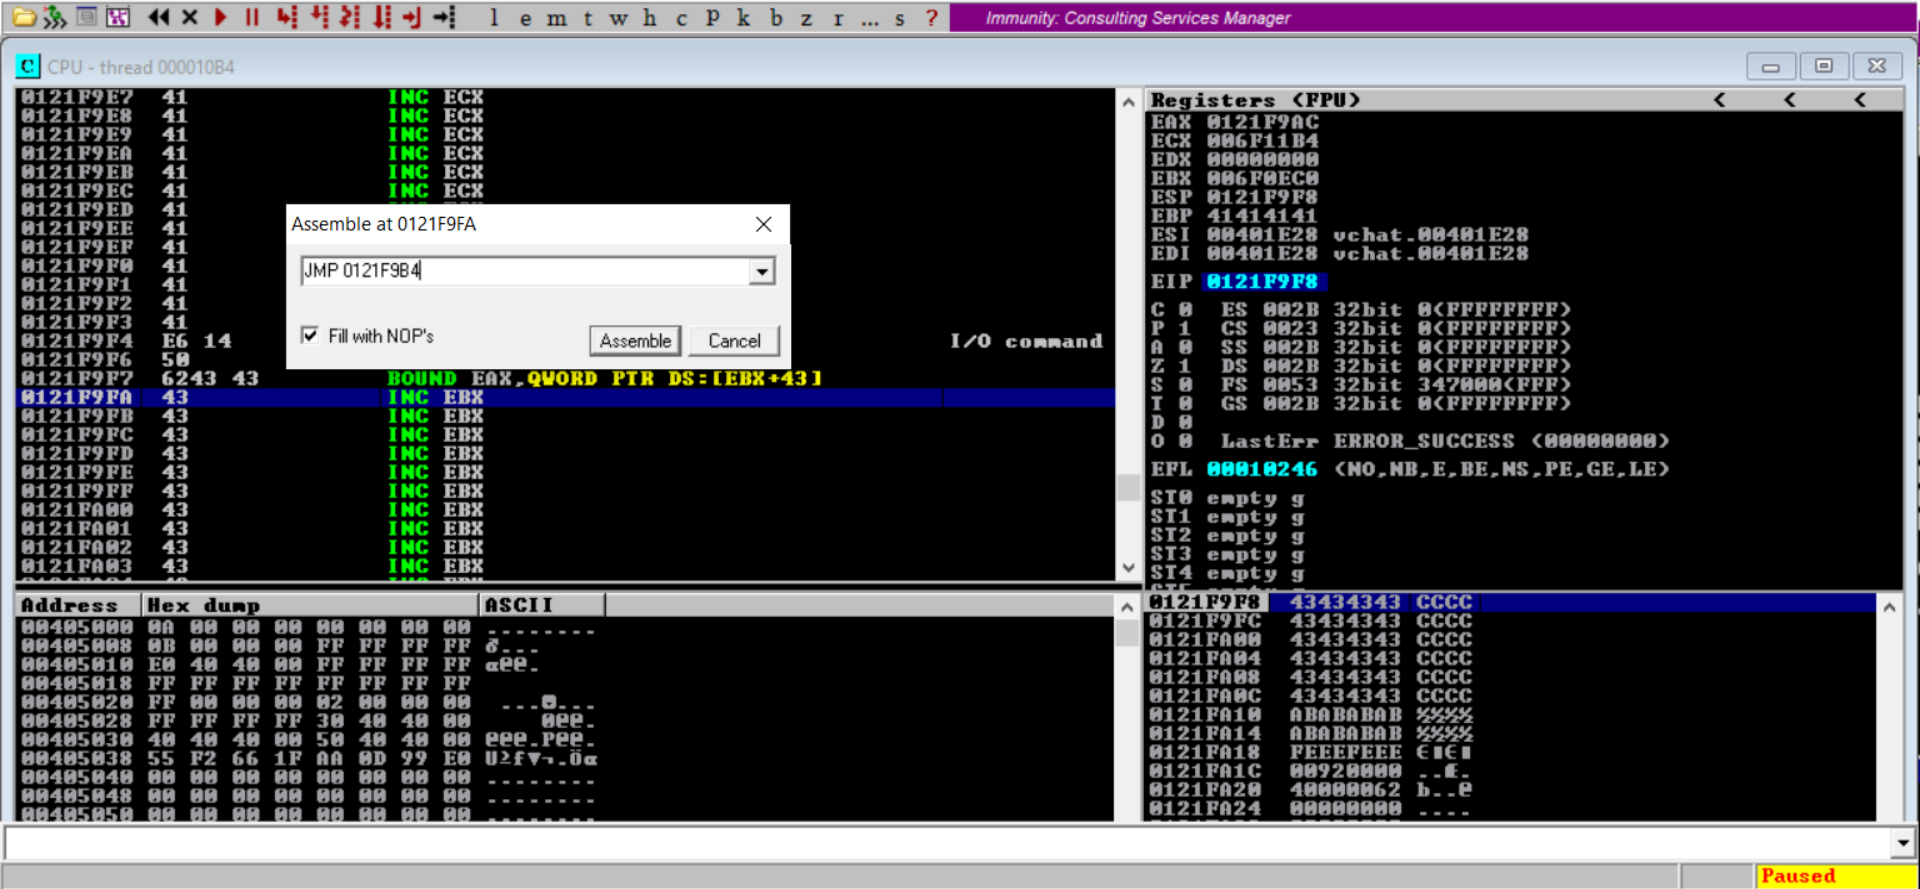 l e m t w h c P k b z r ... s ?
Immunity: Consulting Services Manager
C CPU - thread 000010B4
0121F9E7 41 INC ECX
0121F9E8 41 INC ECX
0121F9E9 41 INC ECX
0121F9EA 41 INC ECX
0121F9EB 41 INC ECX
0121F9EC 41 INC ECX
0121F9ED 41
0121F9EE 41
0121F9EF 41
0121F9F0 41
0121F9F1 41
0121F9F2 41
0121F9F3 41
0121F9F4 E6 14 I/O command
0121F9F6 50
0121F9F7 6243 43 BOUND EAX,QWORD PTR DS:[EBX+43]
0121F9FA 43 INC EBX
0121F9FB 43 INC EBX
0121F9FC 43 INC EBX
0121F9FD 43 INC EBX
0121F9FE 43 INC EBX
0121F9FF 43 INC EBX
0121FA00 43 INC EBX
0121FA01 43 INC EBX
0121FA02 43 INC EBX
0121FA03 43 INC EBX
Assemble at 0121F9FA
JMP 0121F9B4
Fill with NOP's
Assemble Cancel
Registers (FPU) < < <
EAX 0121F9AC
ECX 006F11B4
EDX 00000000
EBX 006F0EC0
ESP 0121F9F8
EBP 41414141
ESI 00401E28 vchat.00401E28
EDI 00401E28 vchat.00401E28
EIP 0121F9F8
C 0 ES 002B 32bit 0(FFFFFFFF)
P 1 CS 0023 32bit 0(FFFFFFFF)
A 0 SS 002B 32bit 0(FFFFFFFF)
Z 1 DS 002B 32bit 0(FFFFFFFF)
S 0 FS 0053 32bit 347000(FFF)
T 0 GS 002B 32bit 0(FFFFFFFF)
D 0
O 0 LastErr ERROR_SUCCESS (00000000)
EFL 00010246 (NO,NB,E,BE,NS,PE,GE,LE)
ST0 empty g
ST1 empty g
ST2 empty g
ST3 empty g
ST4 empty g
Address Hex dump ASCII
00405000 0A 00 00 00 00 00 00 00 ........
00405008 0B 00 00 00 FF FF FF FF ♂...
00405010 E0 40 40 00 FF FF FF FF α@@.
00405018 FF FF FF FF FF FF FF FF
00405020 FF 00 00 00 02 00 00 00 ...☻...
00405028 FF FF FF FF 30 40 40 00 0@@.
00405030 40 40 40 00 50 40 40 00 @@@.P@@.
00405038 55 F2 66 1F AA 0D 99 E0 U≥f▼¬.Öα
00405040 00 00 00 00 00 00 00 00 ........
00405048 00 00 00 00 00 00 00 00 ........
00405050 00 00 00 00 00 00 00 00 ........
0121F9F8 43434343 CCCC
0121F9FC 43434343 CCCC
0121FA00 43434343 CCCC
0121FA04 43434343 CCCC
0121FA08 43434343 CCCC
0121FA0C 43434343 CCCC
0121FA10 ABABABAB ½½½½
0121FA14 ABABABAB ½½½½
0121FA18 FEEEFEEE ε■ε■
0121FA1C 00920000 ..Æ.
0121FA20 40000062 b..@
0121FA24 00000000 ....
Paused